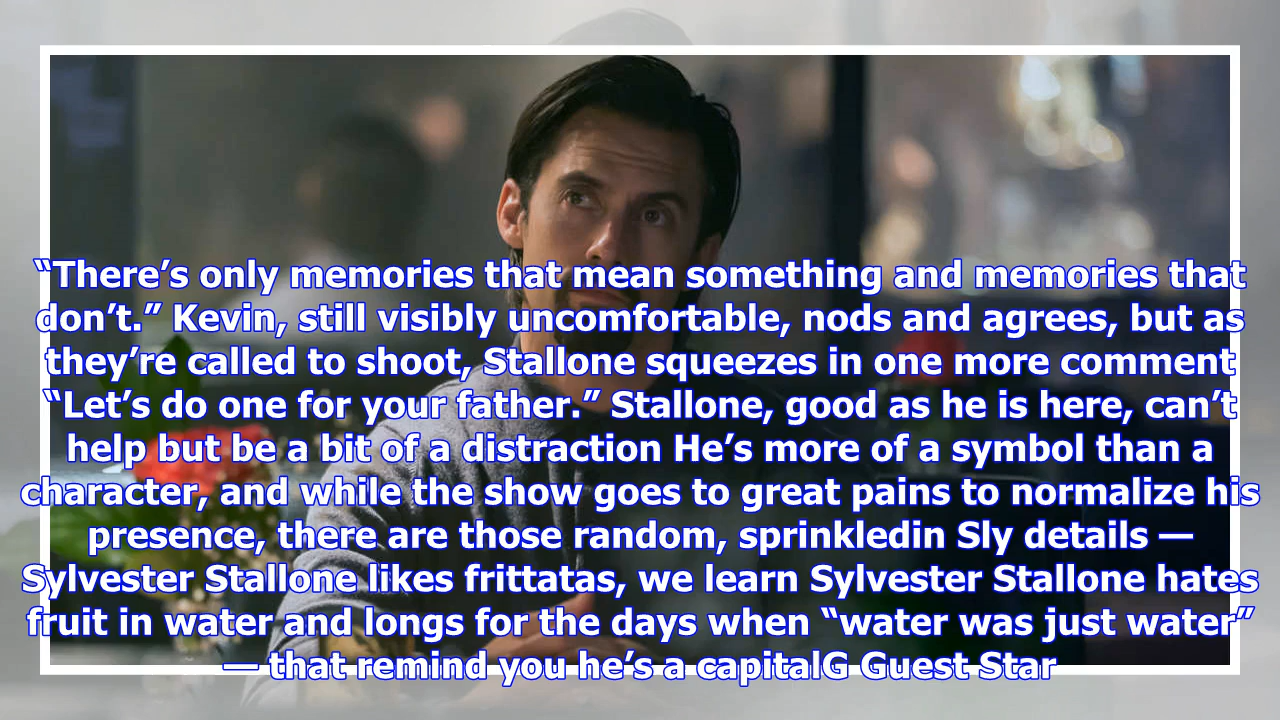 “There’s only memories that mean something and memories that
don’t.” Kevin, still visibly uncomfortable, nods and agrees, but as
they’re called to shoot, Stallone squeezes in one more comment
“Let’s do one for your father.” Stallone, good as he is here, can’t
help but be a bit of a distraction He’s more of a symbol than a
character, and while the show goes to great pains to normalize his
presence, there are those random, sprinkledin Sly details —
Sylvester Stallone likes frittatas, we learn Sylvester Stallone hates
fruit in water and longs for the days when “water was just water”
— that remind you he’s a capitalG Guest Star